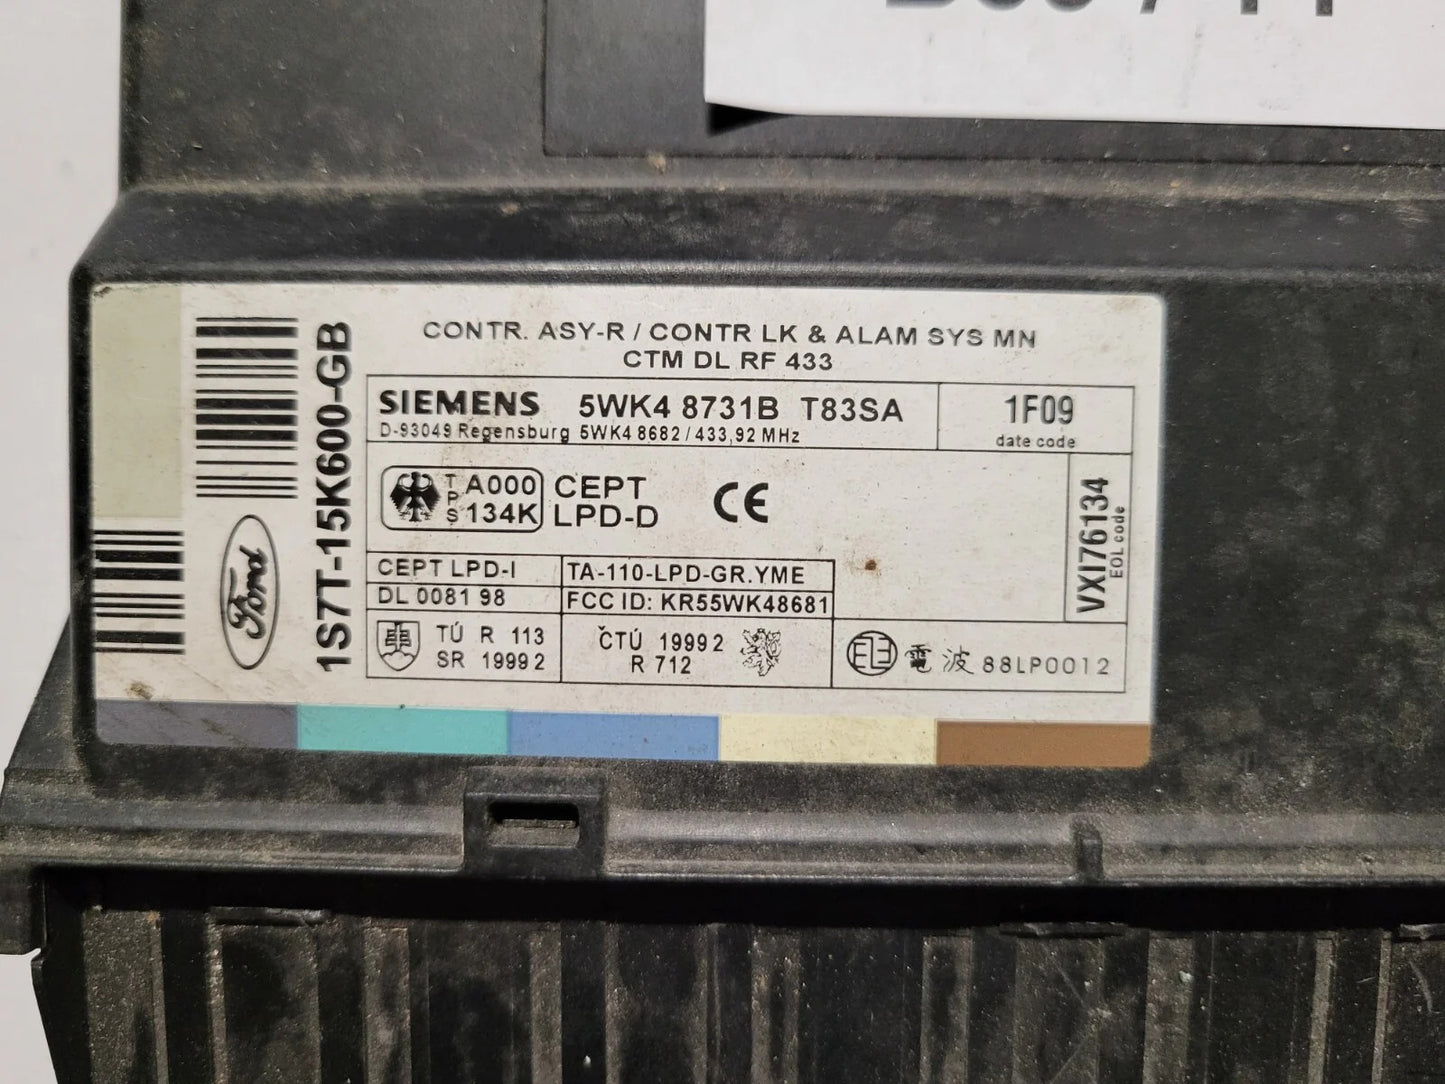 CONTR. ASY-R / CONTR LK & ALAM SYS MN
CTM DL RF 433
1S7T-15K600-GB
Ford
SIEMENS 5WK4 8731B T83SA
D-93049 Regensburg 5WK4 8682 / 433,92 MHz
1F09
date code
TPS A000
134K
CEPT
LPD-D
CE
VXI76134
EOL code
CEPT LPD-I
DL 0081 98
TA-110-LPD-GR.YME
FCC ID: KR55WK48681
TÚ R 113
SR 1999 2
ČTÚ 1999 2
R 712
電波 88LP0012